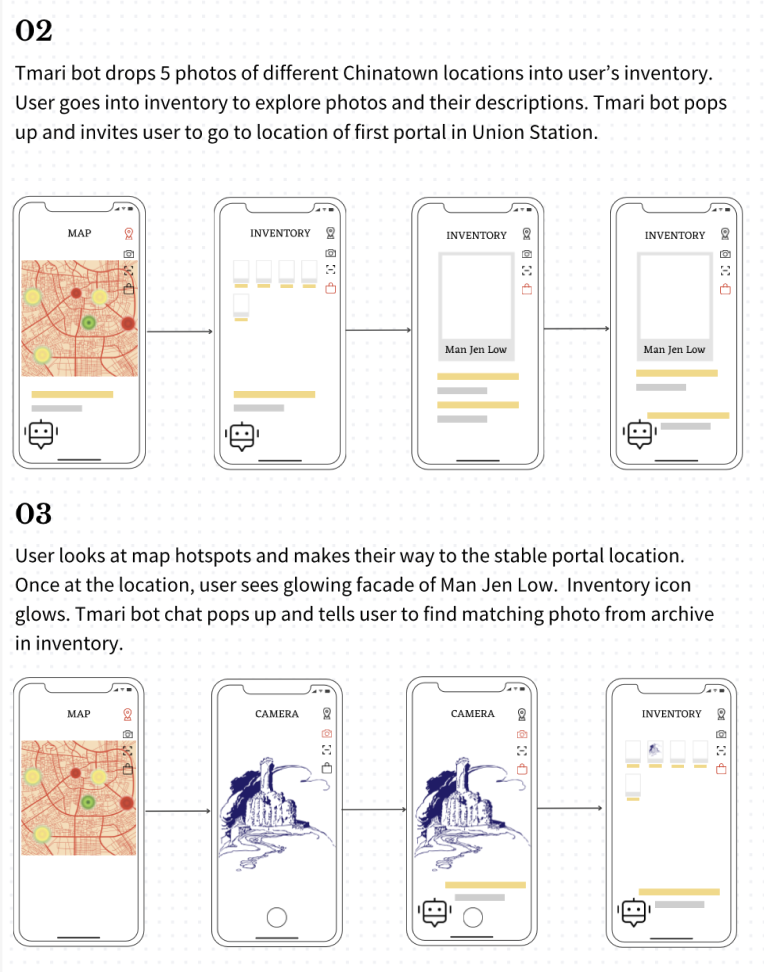 02
Tmari bot drops 5 photos of different Chinatown locations into user’s inventory.
User goes into inventory to explore photos and their descriptions. Tmari bot pops
up and invites user to go to location of first portal in Union Station.
MAP
INVENTORY
INVENTORY
INVENTORY
Man Jen Low
Man Jen Low
03
User looks at map hotspots and makes their way to the stable portal location.
Once at the location, user sees glowing facade of Man Jen Low.  Inventory icon
glows. Tmari bot chat pops up and tells user to find matching photo from archive
in inventory.
MAP
CAMERA
CAMERA
INVENTORY